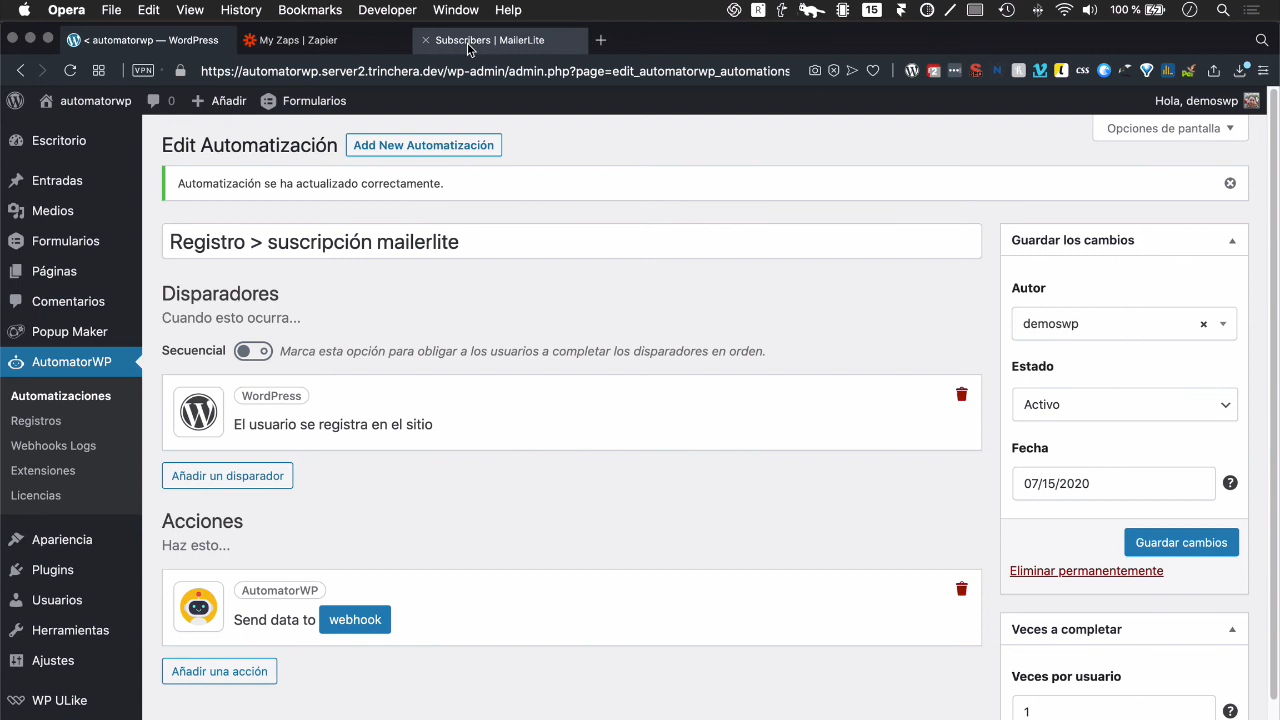 Opera File Edit View History Bookmarks Developer Window Help 15 100%
< automatorwp — WordPress My Zaps | Zapier Subscribers | MailerLite
VPN https://automatorwp.server2.trinchera.dev/wp-admin/admin.php?page=edit_automatorwp_automations
automatorwp 0 Añadir Formularios Hola, demoswp
Opciones de pantalla
Escritorio
Entradas
Medios
Formularios
Páginas
Comentarios
Popup Maker
AutomatorWP
Automatizaciones
Registros
Webhooks Logs
Extensiones
Licencias
Apariencia
Plugins
Usuarios
Herramientas
Ajustes
WP ULike
Edit Automatización Add New Automatización
Automatización se ha actualizado correctamente.
Registro > suscripción mailerlite
Disparadores
Cuando esto ocurra...
Secuencial Marca esta opción para obligar a los usuarios a completar los disparadores en orden.
WordPress
El usuario se registra en el sitio
Añadir un disparador
Acciones
Haz esto...
AutomatorWP
Send data to webhook
Añadir una acción
Guardar los cambios
Autor
demoswp
Estado
Activo
Fecha
07/15/2020
Guardar cambios
Eliminar permanentemente
Veces a completar
Veces por usuario
1